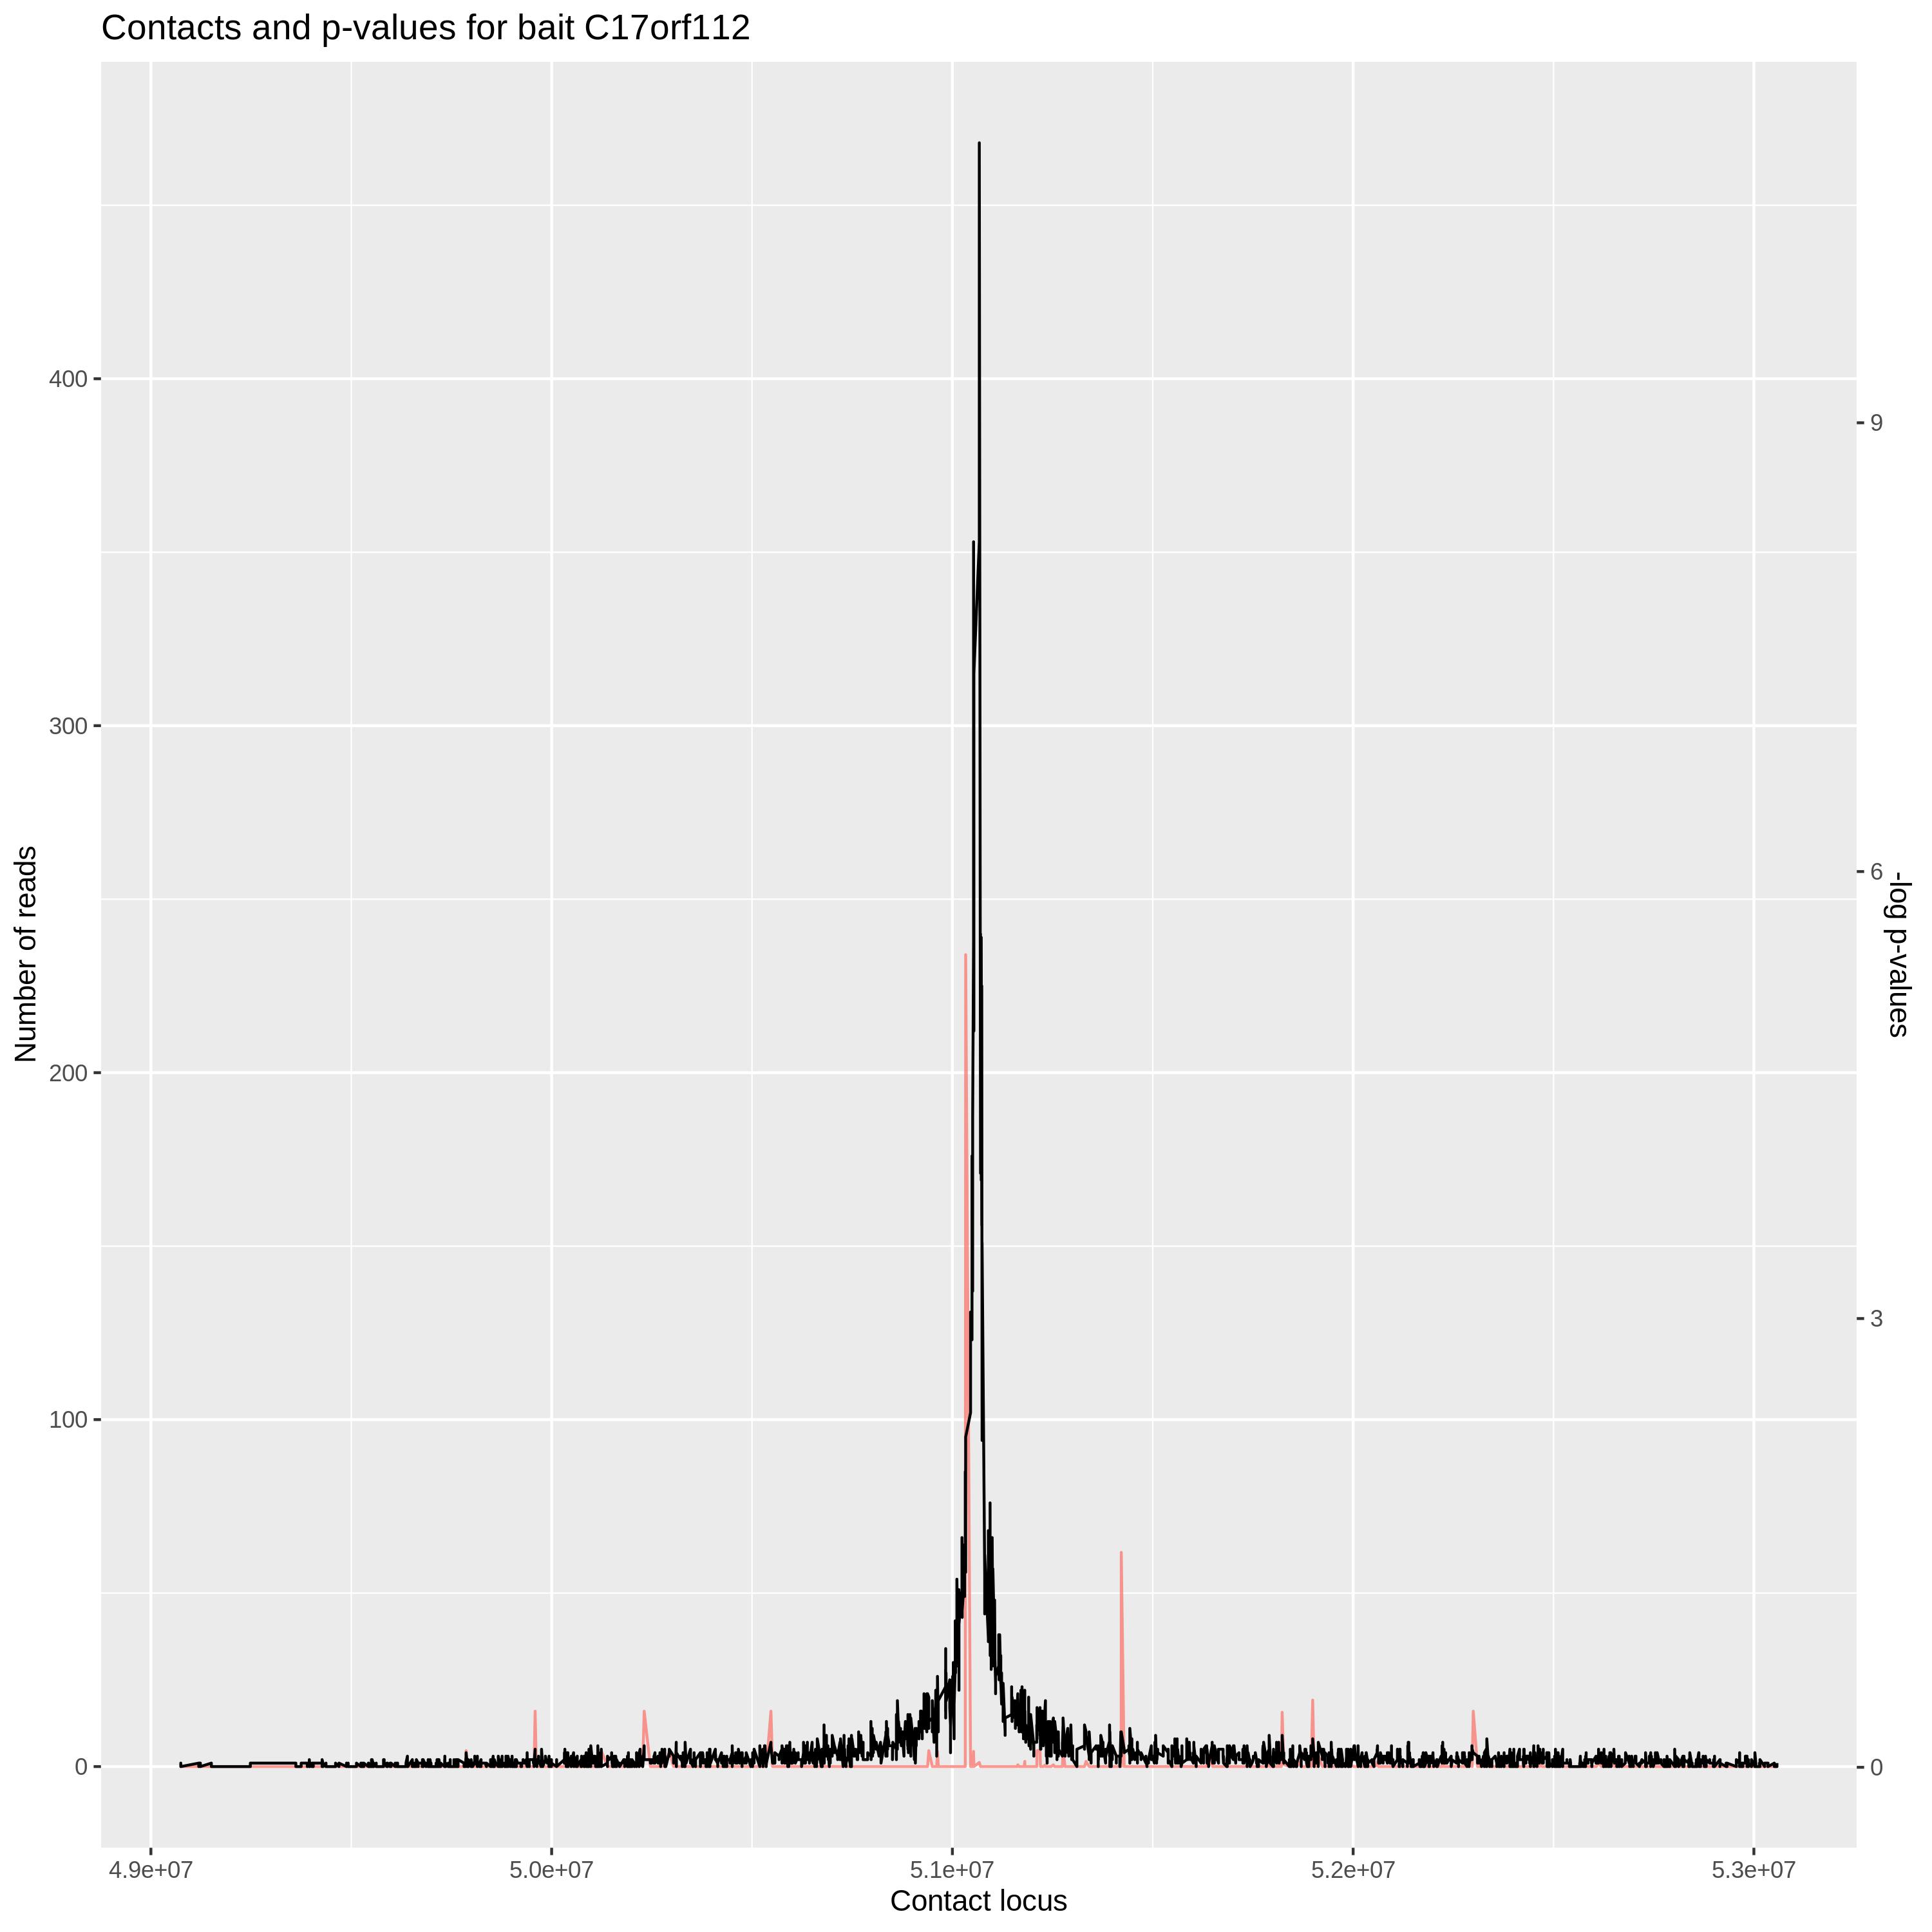 Contacts and p-values for bait C17orf112
Number of reads
400
300
200
100
0
9
6
3
0
-log p-values
4.9e+07
5.0e+07
5.1e+07
5.2e+07
5.3e+07
Contact locus